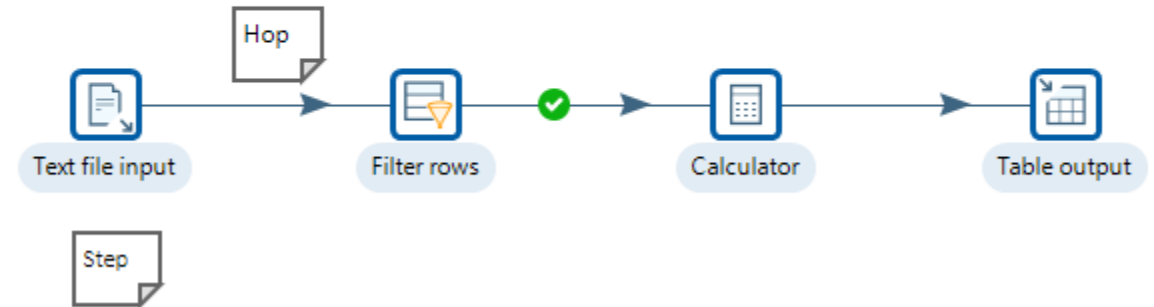 Hop
Text file input
Filter rows
Calculator
Table output
Step